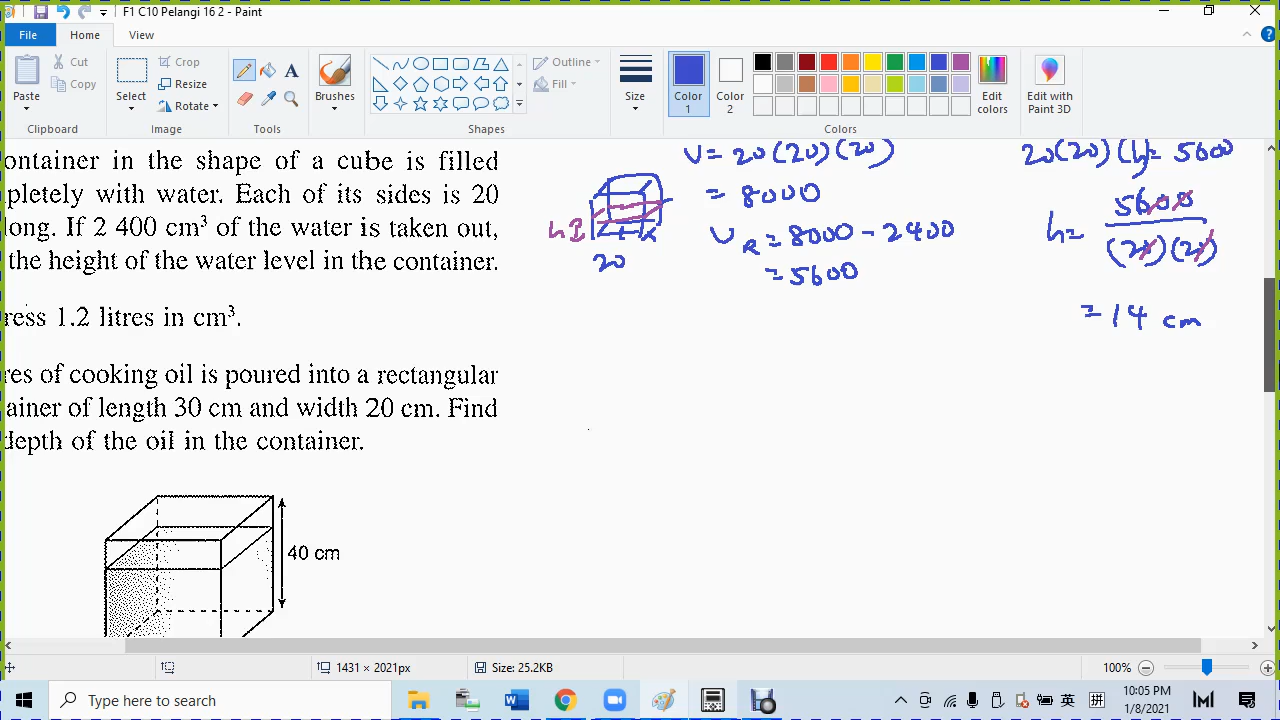 F1 C10 Pelangi 16 2 - Paint
File Home View
Paste
Cut
Copy
Clipboard
Select
Crop
Resize
Rotate
Image
A
Tools
Brushes
Outline
Fill
Shapes
Size
Color 1
Color 2
Colors
Edit colors
Edit with Paint 3D
ontainer in the shape of a cube is filled
pletely with water. Each of its sides is 20
ong. If 2 400 cm³ of the water is taken out,
the height of the water level in the container.
ress 1.2 litres in cm³.
res of cooking oil is poured into a rectangular
ainer of length 30 cm and width 20 cm. Find
depth of the oil in the container.
40 cm
h
20
V = 20(20)(20)
= 8000
V R = 8000 - 2400
= 5600
20(20)(h) = 5600
h = 5600
(20)(20)
= 14 cm
1431 × 2021px
Size: 25.2KB
100%
Type here to search
英
拼
10:05 PM
1/8/2021